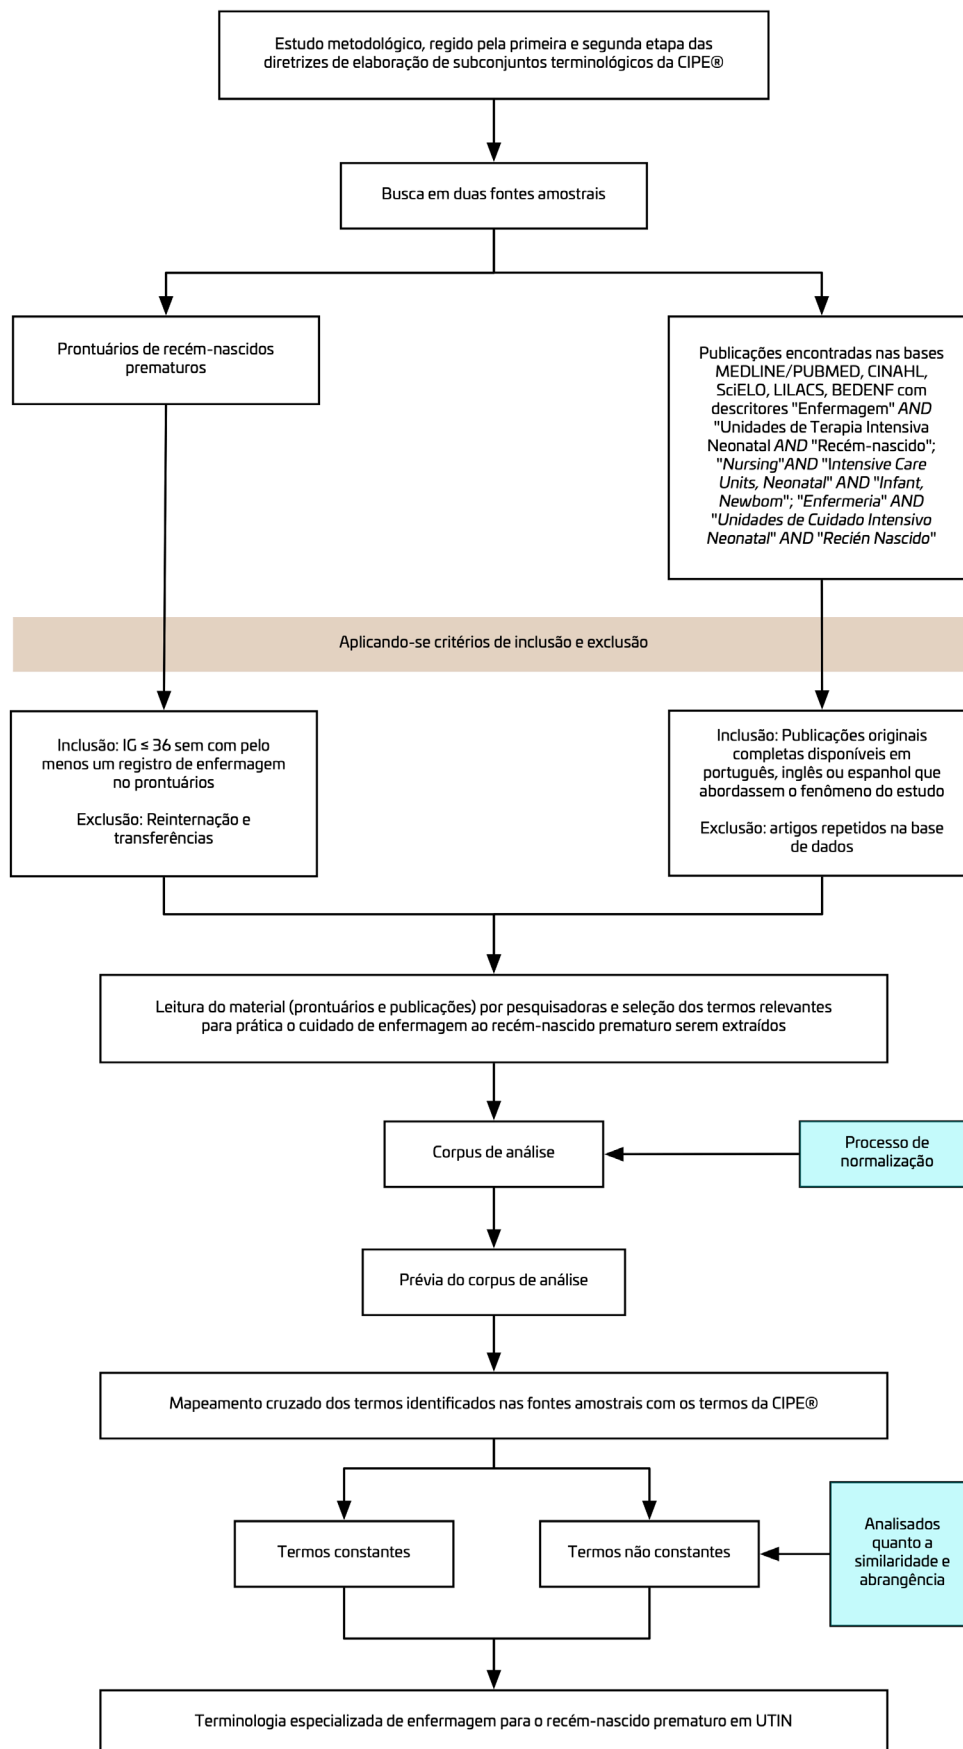 Estudo metodológico, regido pela primeira e segunda etapa das
diretrizes de elaboração de subconjuntos terminológicos da CIPE®
Busca em duas fontes amostrais
Prontuários de recém-nascidos
prematuros
Publicações encontradas nas bases
MEDLINE/PUBMED, CINAHL,
SciELO, LILACS, BEDENF com
descritores "Enfermagem" AND
"Unidades de Terapia Intensiva
Neonatal AND "Recém-nascido";
"Nursing"AND "Intensive Care
Units, Neonatal" AND "Infant,
Newbom"; "Enfermeria" AND
"Unidades de Cuidado Intensivo
Neonatal" AND "Recién Nascido"
Aplicando-se critérios de inclusão e exclusão
Inclusão: IG ≤ 36 sem com pelo
menos um registro de enfermagem
no prontuários
Exclusão: Reinternação e
transferências
Inclusão: Publicações originais
completas disponíveis em
português, inglês ou espanhol que
abordassem o fenômeno do estudo
Exclusão: artigos repetidos na base
de dados
Leitura do material (prontuários e publicações) por pesquisadoras e seleção dos termos relevantes
para prática o cuidado de enfermagem ao recém-nascido prematuro serem extraídos
Corpus de análise
Processo de
normalização
Prévia do corpus de análise
Mapeamento cruzado dos termos identificados nas fontes amostrais com os termos da CIPE®
Termos constantes
Termos não constantes
Analisados
quanto a
similaridade e
abrangência
Terminologia especializada de enfermagem para o recém-nascido prematuro em UTIN